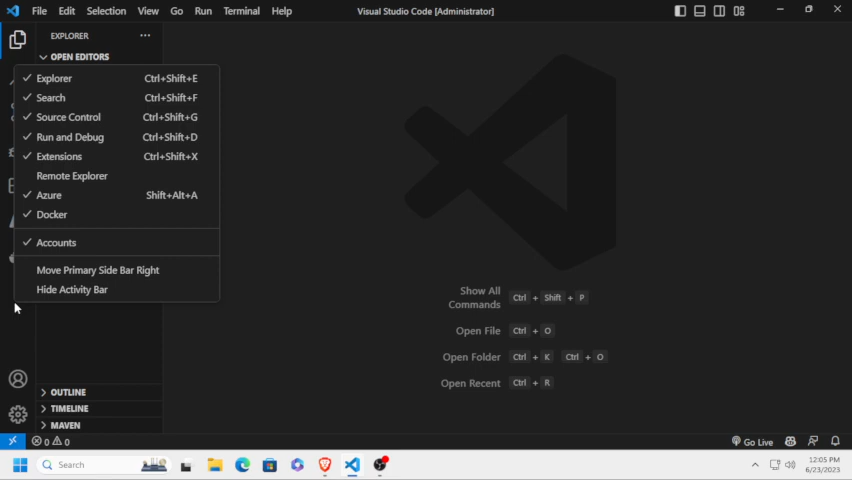 File Edit Selection View Go Run Terminal Help Visual Studio Code [Administrator]
EXPLORER ...
OPEN EDITORS
Explorer Ctrl+Shift+E
Search Ctrl+Shift+F
Source Control Ctrl+Shift+G
Run and Debug Ctrl+Shift+D
Extensions Ctrl+Shift+X
Remote Explorer
Azure Shift+Alt+A
Docker
Accounts
Move Primary Side Bar Right
Hide Activity Bar
Show All
Commands Ctrl + Shift + P
Open File Ctrl + O
Open Folder Ctrl + K Ctrl + O
Open Recent Ctrl + R
OUTLINE
TIMELINE
MAVEN
0 0 Go Live
Search
12:05 PM
6/23/2023